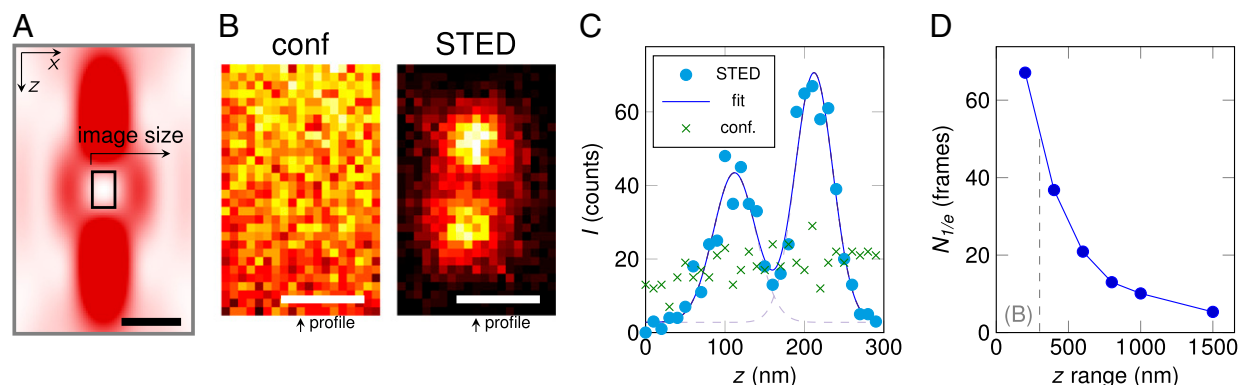 A
x
z
image size
B
conf
STED
profile
profile
C
STED
fit
conf.
I (counts)
60
40
20
0
0
100
200
300
z (nm)
D
N1/e (frames)
60
40
20
0
(B)
0
500
1000
1500
z range (nm)